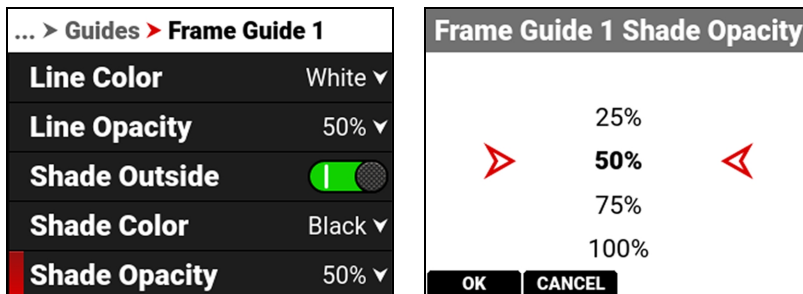 ... > Guides > Frame Guide 1
Line Color White
Line Opacity 50%
Shade Outside
Shade Color Black
Shade Opacity 50%
Frame Guide 1 Shade Opacity
25%
50%
75%
100%
OK CANCEL